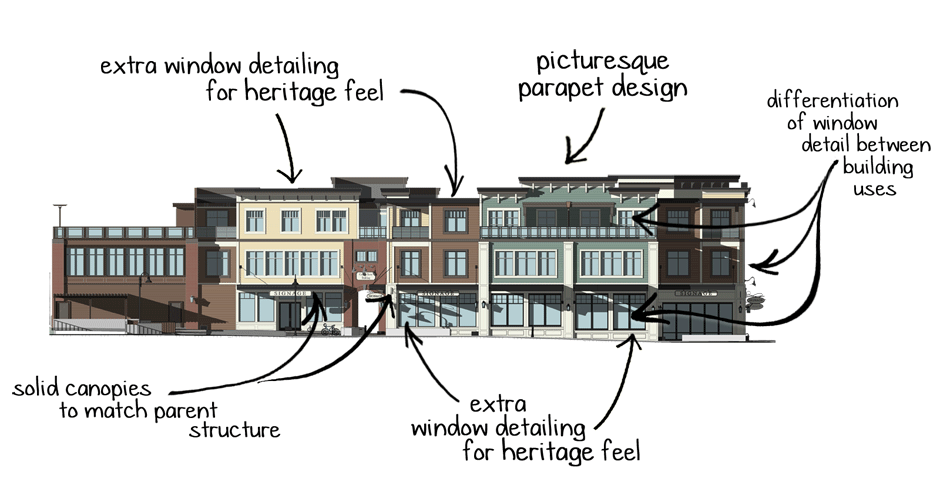 extra window detailing
for heritage feel
picturesque
parapet design
differentiation
of window
detail between
building
uses
SIGNAGE
SIGNAGE
SIGNAGE
solid canopies
to match parent
structure
extra
window detailing
for heritage feel